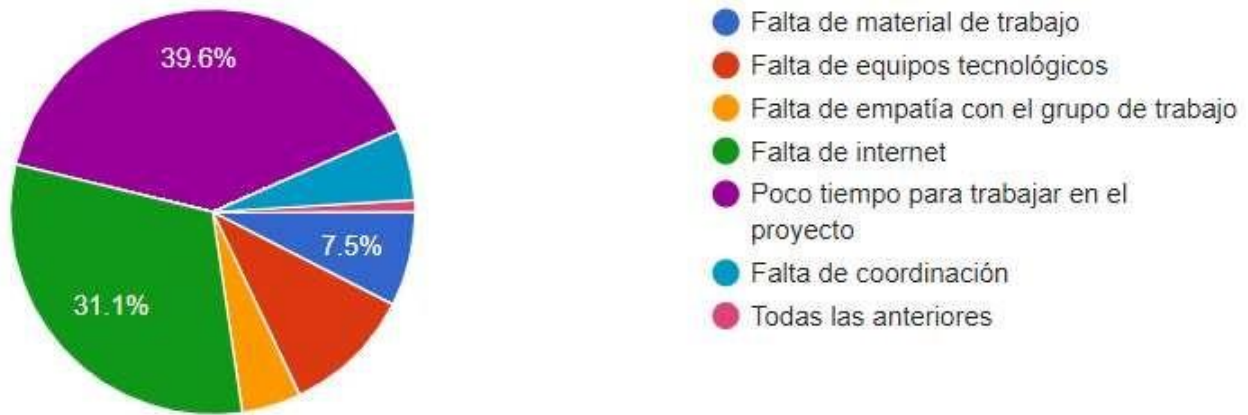 39.6%
7.5%
31.1%
Falta de material de trabajo
Falta de equipos tecnológicos
Falta de empatía con el grupo de trabajo
Falta de internet
Poco tiempo para trabajar en el
proyecto
Falta de coordinación
Todas las anteriores